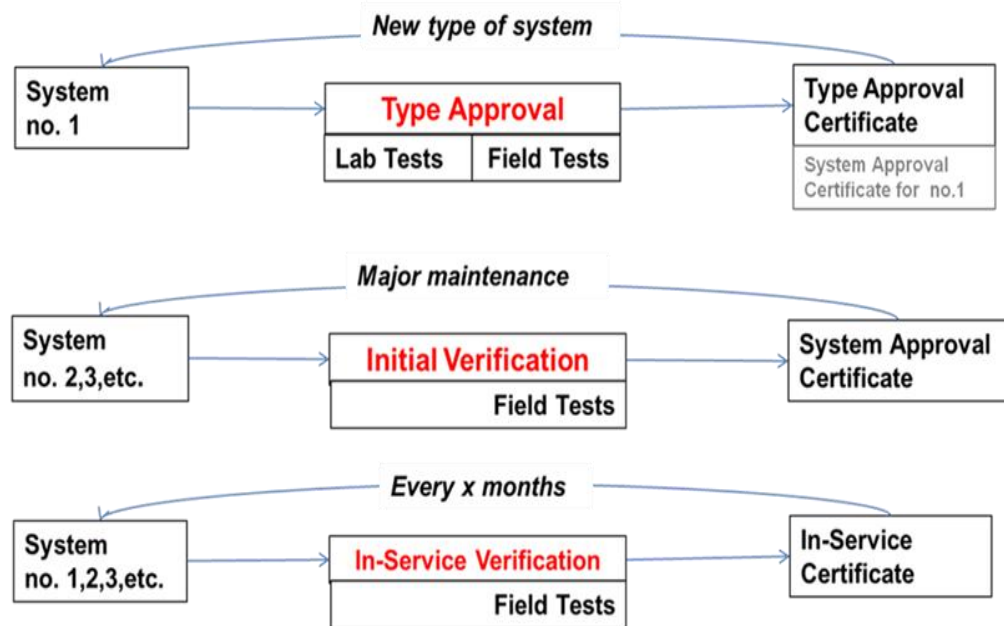 New type of system
System
no. 1
Type Approval
Lab Tests
Field Tests
Type Approval
Certificate
System Approval
Certificate for no.1
Major maintenance
System
no. 2,3,etc.
Initial Verification
Field Tests
System Approval
Certificate
Every x months
System
no. 1,2,3,etc.
In-Service Verification
Field Tests
In-Service
Certificate